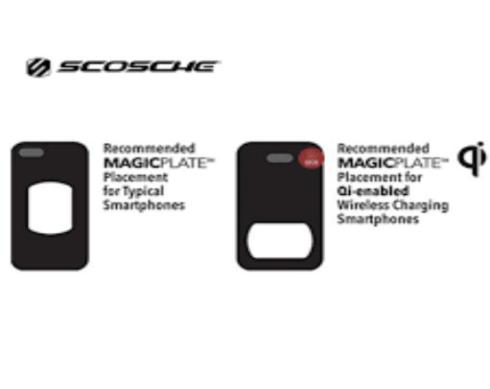 SCOSCHE
Recommended
MAGICPLATE™
Placement
for Typical
Smartphones
Recommended
MAGICPLATE™
Placement for
Qi-enabled
Wireless Charging
Smartphones
qi